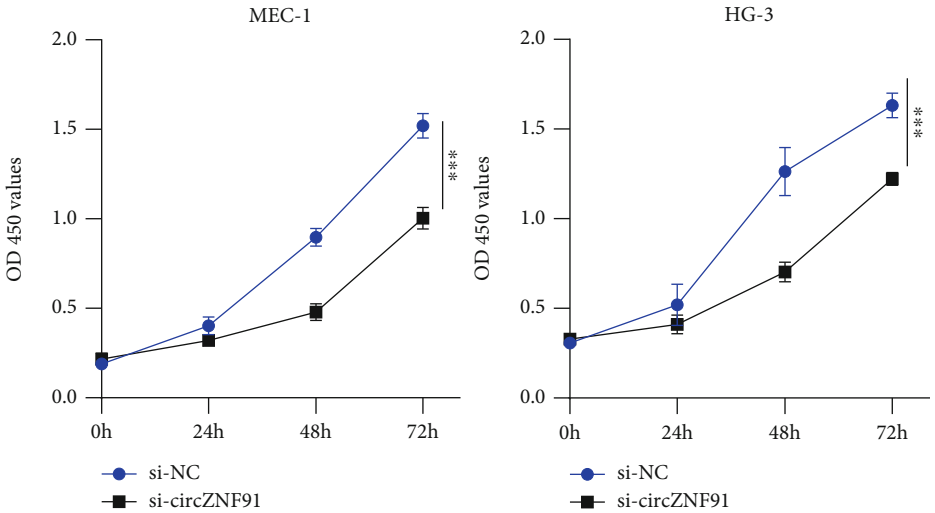 MEC-1
OD 450 values
2.0
1.5
1.0
0.5
0.0
0h 24h 48h 72h
***
si-NC
si-circZNF91
HG-3
OD 450 values
2.0
1.5
1.0
0.5
0.0
0h 24h 48h 72h
***
si-NC
si-circZNF91